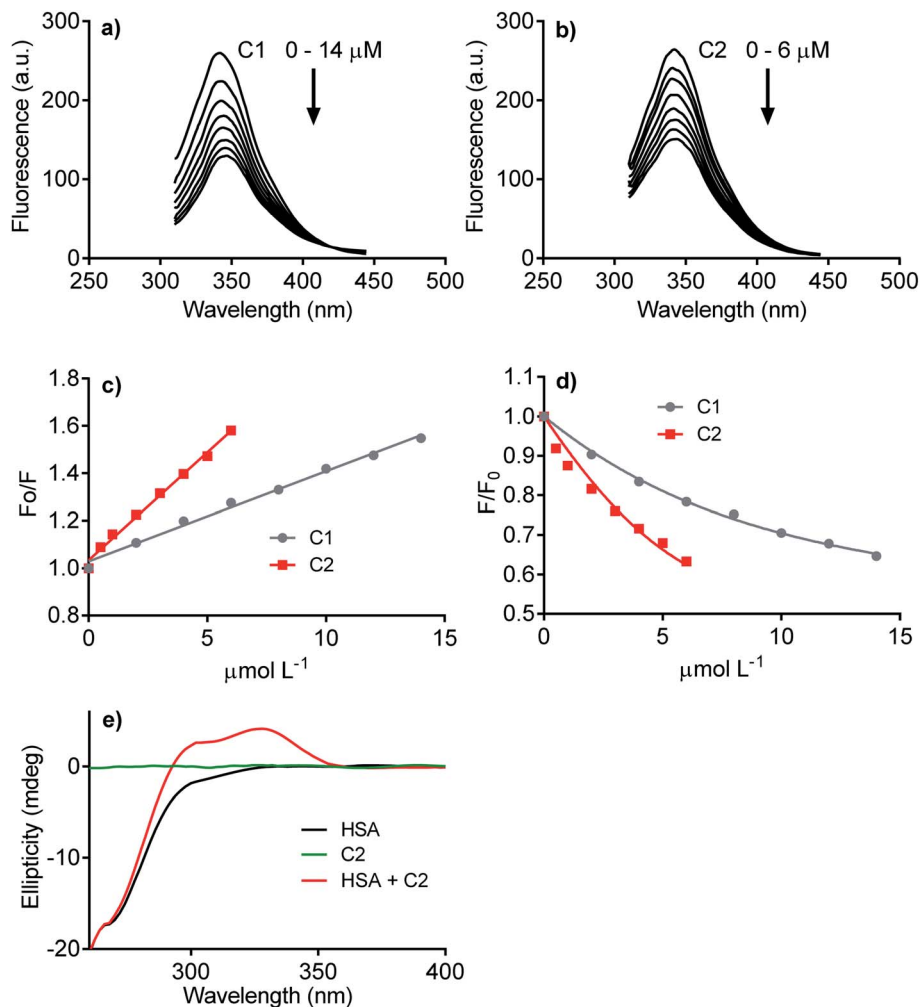 a)
C1 0 - 14 μM
Fluorescence (a.u.)
300
200
100
0
250 300 350 400 450 500
Wavelength (nm)
b)
C2 0 - 6 μM
Fluorescence (a.u.)
300
200
100
0
250 300 350 400 450 500
Wavelength (nm)
c)
Fo/F
1.8
1.6
1.4
1.2
1.0
0.8
C1
C2
0 5 10 15
μmol L⁻¹
d)
F/F₀
1.1
1.0
0.9
0.8
0.7
0.6
0.5
C1
C2
0 5 10 15
μmol L⁻¹
e)
Ellipticity (mdeg)
0
-10
-20
HSA
C2
HSA + C2
300 350 400
Wavelength (nm)